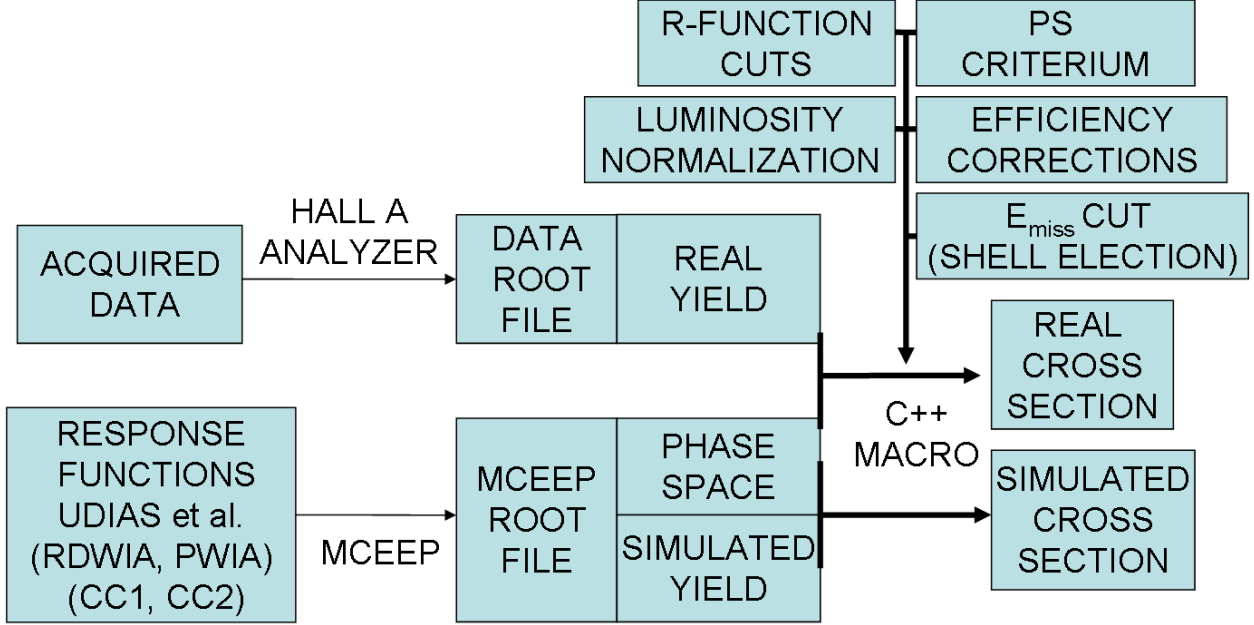 R-FUNCTION
CUTS
PS
CRITERIUM
LUMINOSITY
NORMALIZATION
EFFICIENCY
CORRECTIONS
E_miss CUT
(SHELL ELECTION)
ACQUIRED
DATA
HALL A
ANALYZER
DATA
ROOT
FILE
REAL
YIELD
REAL
CROSS
SECTION
C++
MACRO
RESPONSE
FUNCTIONS
UDIAS et al.
(RDWIA, PWIA)
(CC1, CC2)
MCEEP
MCEEP
ROOT
FILE
PHASE
SPACE
SIMULATED
YIELD
SIMULATED
CROSS
SECTION